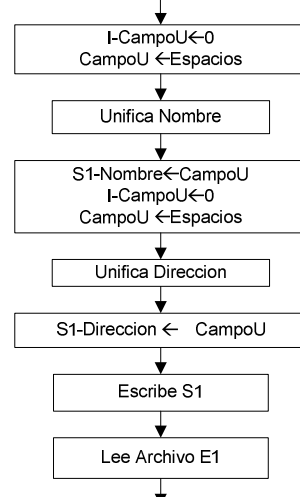 I-CampoU←0
CampoU ←Espacios
Unifica Nombre
S1-Nombre←CampoU
I-CampoU←0
CampoU ←Espacios
Unifica Direccion
S1-Direccion ← CampoU
Escribe S1
Lee Archivo E1